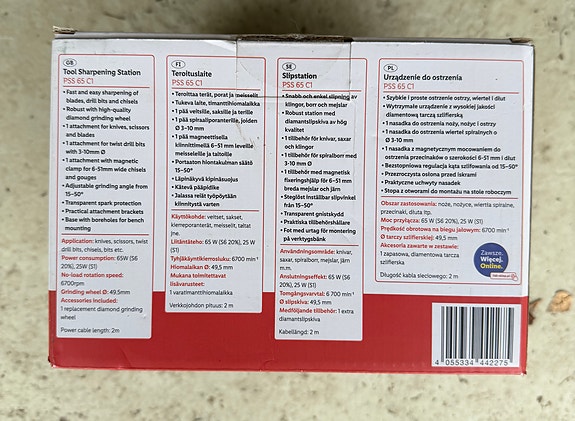 GB
Tool Sharpening Station
PSS 65 C1
• Fast and easy sharpening of
blades, drill bits and chisels
• Robust with high-quality
diamond grinding wheel
• 1 attachment for knives, scissors
and blades
• 1 attachment for twist drill bits
with 3-10mm Ø
• 1 attachment with magnetic
clamp for 6-51mm wide chisels
and gouges
• Adjustable grinding angle from
15–50°
• Transparent spark protection
• Practical attachment brackets
• Base with boreholes for bench
mounting
Application: knives, scissors, twist
drill bits, chisels, bits etc.
Power consumption: 65W (S6
20%), 25W (S1)
No-load rotation speed:
6700rpm
Grinding wheel Ø: 49.5mm
Accessories included:
1 replacement diamond grinding
wheel
Power cable length: 2m
FI
Teroituslaite
PSS 65 C1
• Teroittaa terät, porat ja meisselit
• Tukeva laite, timanttihiomalaikka
• 1 pää veitsille, saksille ja terille
• 1 pää spiraaliporanterille, joiden
Ø 3–10 mm
• 1 pää magneettisella
kiinnittimellä 6–51 mm leveille
meisseleille ja taltoille
• Portaaton hiontakulman säätö
15–50°
• Läpinäkyvä kipinäsuojus
• Kätevä pääpidike
• Jalassa reiät työpöytään
kiinnitystä varten
Käyttökohde: veitset, sakset,
kierreporanterät, meisselit, taltat
jne.
Liitäntäteho: 65 W (S6 20%), 25 W
(S1)
Tyhjäkäyntikierrosluku: 6700 min⁻¹
Hiomalaikan Ø: 49,5 mm
Mukana toimitettavat
lisävarusteet:
1 varatimanttihiomalaikka
Verkkojohdon pituus: 2 m
SE
Slipstation
PSS 65 C1
• Snabb och enkel slipning av
klingor, borr och mejslar
• Robust station med
diamantslipskiva av hög
kvalitet
• 1 tillbehör för knivar, saxar
och klingor
• 1 tillbehör för spiralborr med
3–10 mm Ø
• 1 tillbehör med magnetisk
fixeringshjälp för 6–51 mm
breda mejslar och järn
• Steglöst inställbar slipvinkel
från 15–50°
• Transparent gnistskydd
• Praktiska tillbehörshållare
• Fot med urtag för montering
på verktygsbänk
Användningsområde: knivar,
saxar, spiralborr, mejslar, järn
m.m.
Anslutningseffekt: 65 W (S6
20%), 25 W (S1)
Tomgångsvarvtal: 6 700 min⁻¹
Ø slipskiva: 49,5 mm
Medföljande tillbehör: 1 extra
diamantslipskiva
Kabellängd: 2 m
PL
Urządzenie do ostrzenia
PSS 65 C1
• Szybkie i proste ostrzenie ostrzy, wierteł i dłut
• Wytrzymałe urządzenie z wysokiej jakości
diamentową tarczą szlifierską
• 1 nasadka do ostrzenia noży, nożyc i ostrzy
• 1 nasadka do ostrzenia wierteł spiralnych o
Ø 3-10 mm
• 1 nasadka z magnetycznym mocowaniem do
ostrzenia przecinaków o szerokości 6-51 mm i dłut
• Bezstopniowa regulacja kąta szlifowania od 15–50°
• Przezroczysta osłona przed iskrami
• Praktyczne uchwyty nasadek
• Stopa z otworami do montażu na stole roboczym
Obszar zastosowania: noże, nożyce, wiertła spiralne,
przecinaki, dłuta itp.
Moc przyłącza: 65 W (S6 20%), 25 W (S1)
Prędkość obrotowa na biegu jałowym: 6700 min⁻¹
Ø tarczy szlifierskiej: 49,5 mm
Akcesoria zawarte w zestawie:
1 zapasowa, diamentowa tarcza
szlifierska
Długość kabla sieciowego: 2 m
Zawsze.
Więcej.
Online.
4 055334 442275